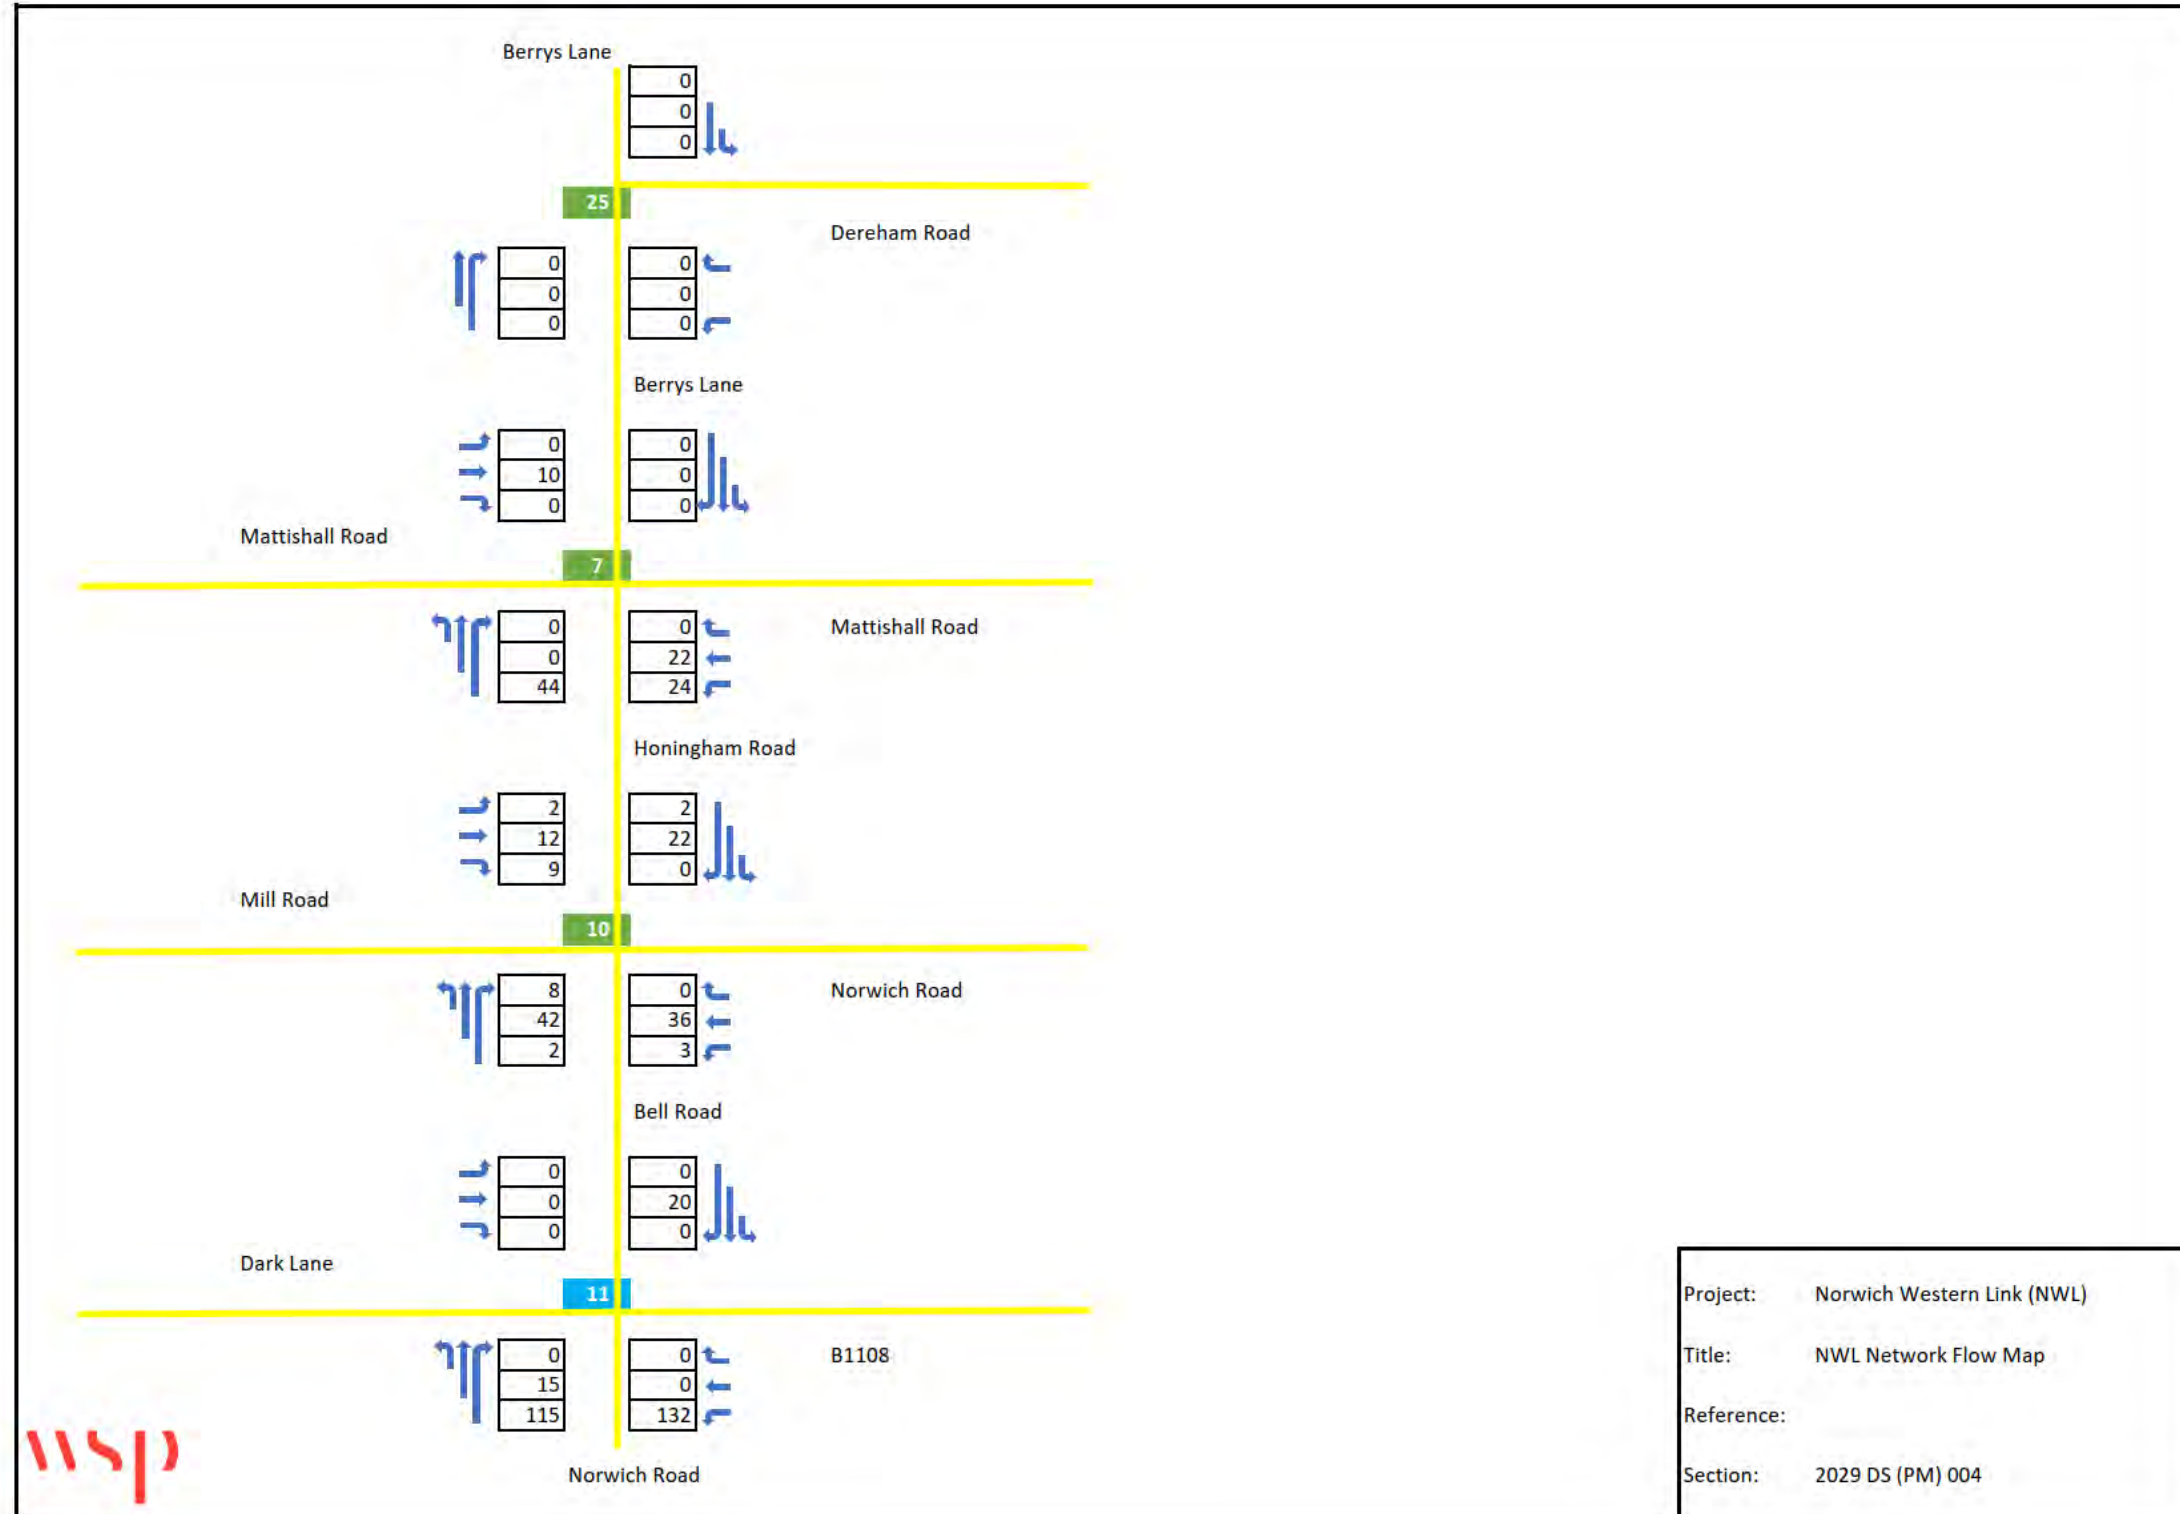 Berrys Lane
0
0
0
25
Dereham Road
0 0
0 0
0 0
Berrys Lane
0 0
10 0
0 0
Mattishall Road
7
0 0 Mattishall Road
0 22
44 24
Honingham Road
2 2
12 22
9 0
Mill Road
10
8 0 Norwich Road
42 36
2 3
Bell Road
0 0
0 20
0 0
Dark Lane
11
0 0 B1108
15 0
115 132
Norwich Road
wsp
Project: Norwich Western Link (NWL)
Title: NWL Network Flow Map
Reference:
Section: 2029 DS (PM) 004